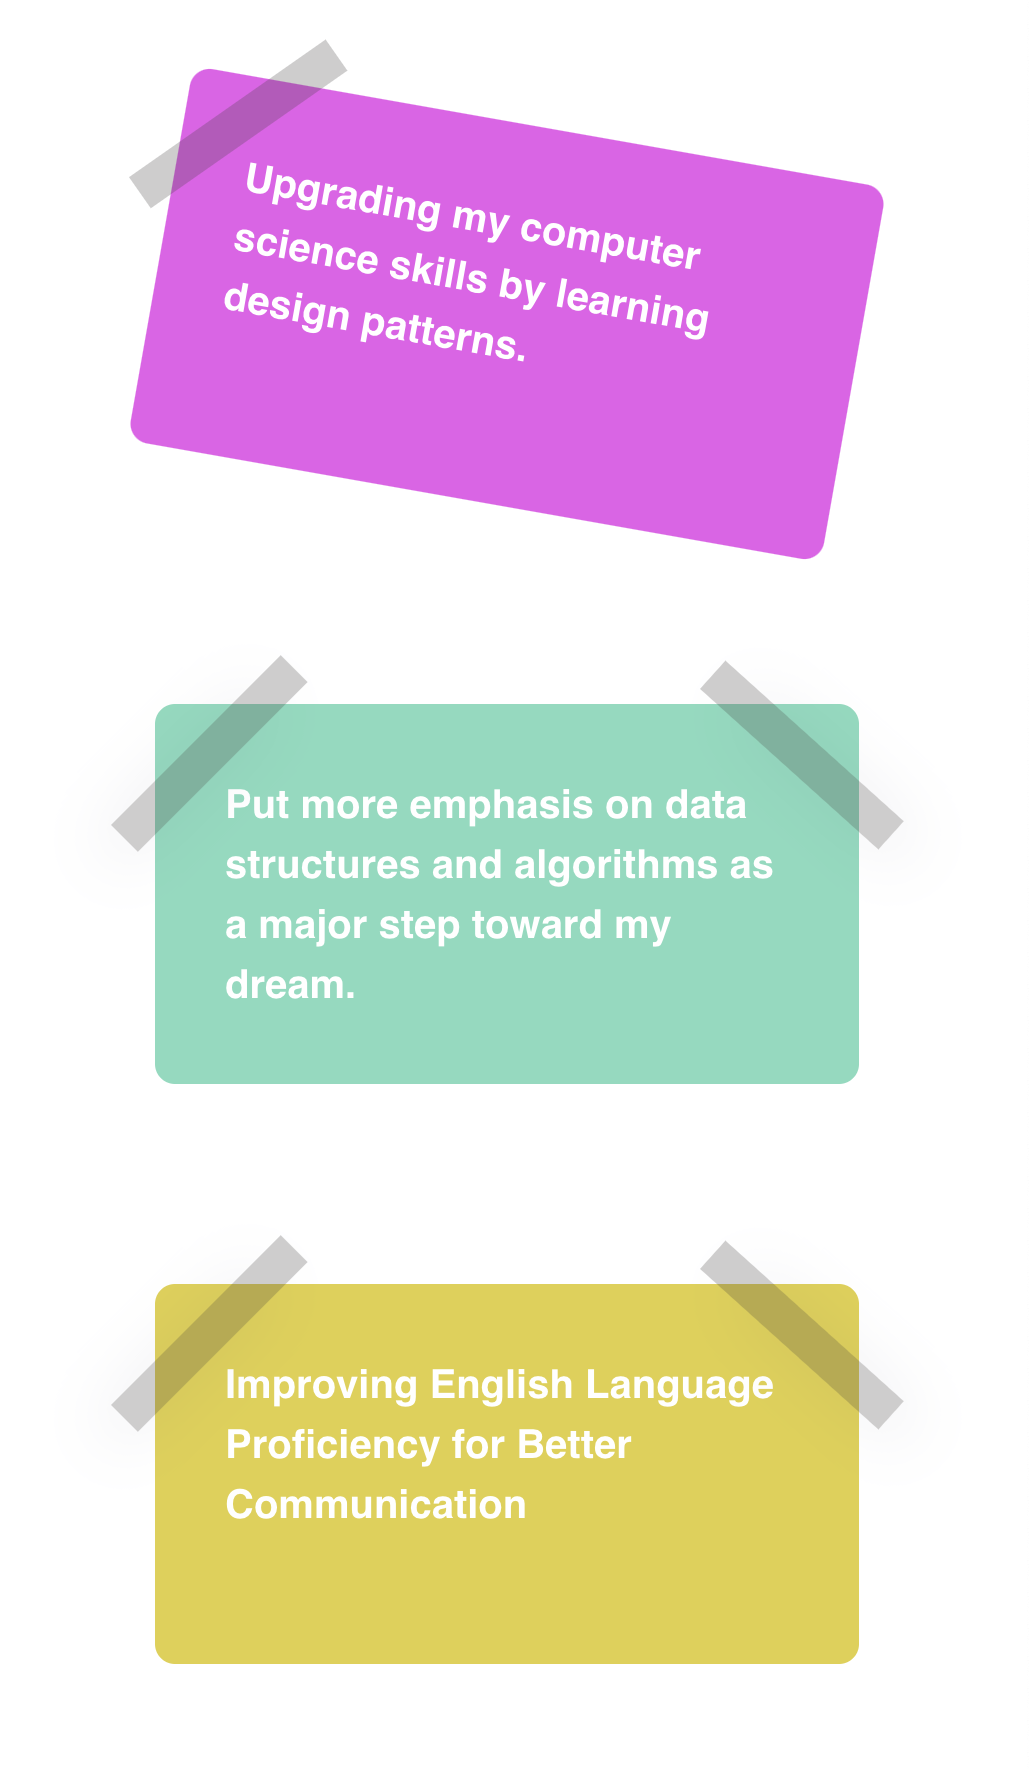 Upgrading my computer
science skills by learning
design patterns.
Put more emphasis on data
structures and algorithms as
a major step toward my
dream.
Improving English Language
Proficiency for Better
Communication